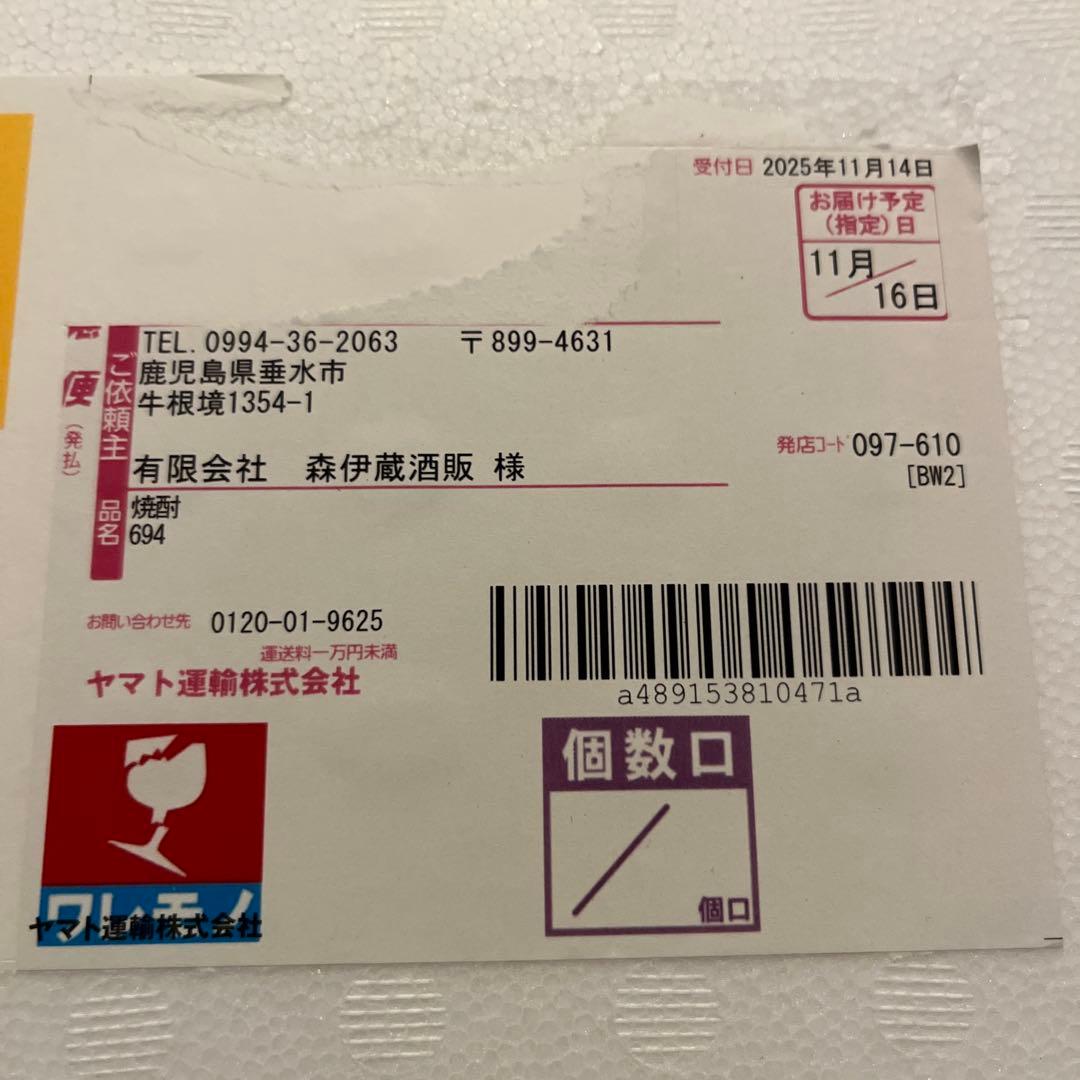 受付日 2025年11月14日
お届け予定
(指定)日
11月
16日
TEL. 0994-36-2063 〒899-4631
鹿児島県垂水市
牛根境1354-1
有限会社 森伊蔵酒販 様
ご依頼主
便
(発払)
発店コード 097-610
[BW2]
品名
焼酎
694
お問い合わせ先 0120-01-9625
運送料一万円未満
ヤマト運輸株式会社
a489153810471a
個数口
個口
ワレモノ
ヤマト運輸株式会社